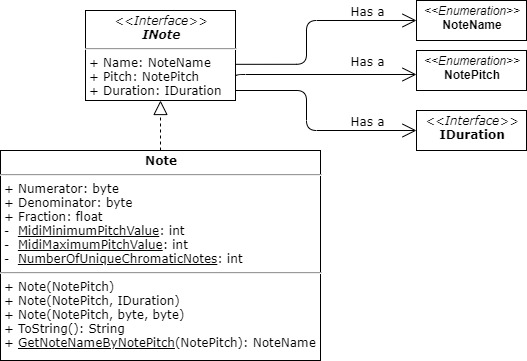 <<Interface>>
INote
+ Name: NoteName
+ Pitch: NotePitch
+ Duration: IDuration
Has a
<<Enumeration>>
NoteName
Has a
<<Enumeration>>
NotePitch
Has a
<<Interface>>
IDuration
Note
+ Numerator: byte
+ Denominator: byte
+ Fraction: float
- MidiMinimumPitchValue: int
- MidiMaximumPitchValue: int
- NumberOfUniqueChromaticNotes: int
+ Note(NotePitch)
+ Note(NotePitch, IDuration)
+ Note(NotePitch, byte, byte)
+ ToString(): String
+ GetNoteNameByNotePitch(NotePitch): NoteName